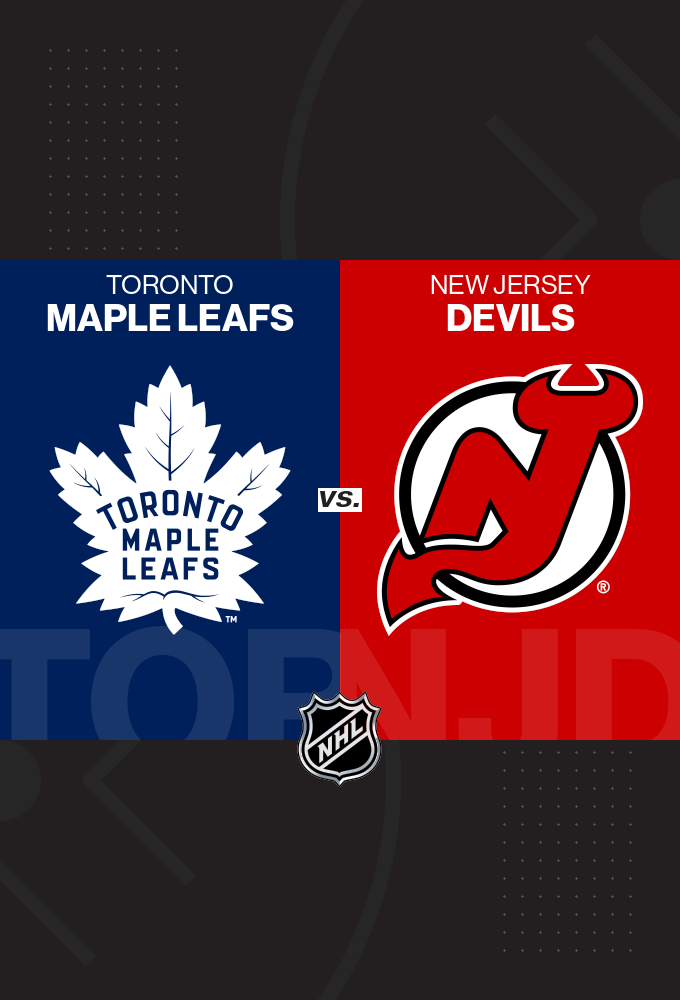 TORONTO
MAPLE LEAFS
NEW JERSEY
DEVILS
vs.
TORONTO
MAPLE
LEAFS
TM
®
TOR
NJD
NHL